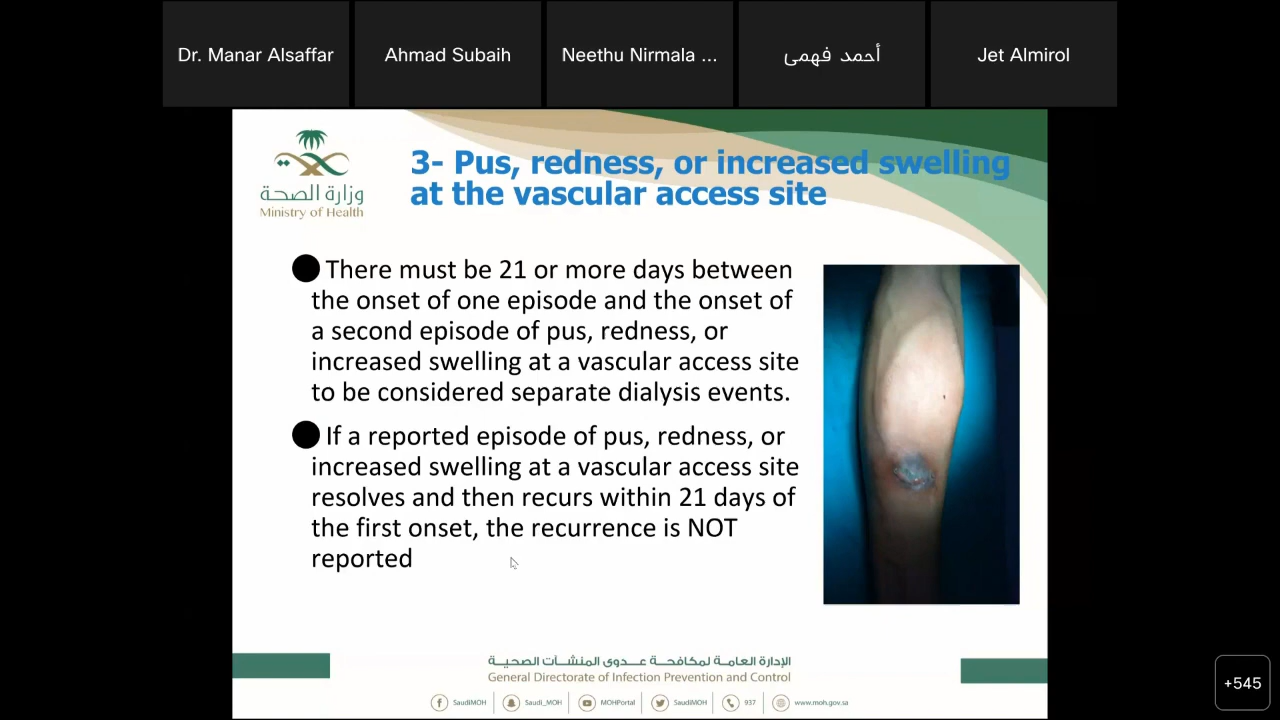 Dr. Manar Alsaffar
Ahmad Subaih
Neethu Nirmala ...
أحمد فهمى
Jet Almirol
وزارة الصحة
Ministry of Health
3- Pus, redness, or increased swelling
at the vascular access site
There must be 21 or more days between
the onset of one episode and the onset of
a second episode of pus, redness, or
increased swelling at a vascular access site
to be considered separate dialysis events.
If a reported episode of pus, redness, or
increased swelling at a vascular access site
resolves and then recurs within 21 days of
the first onset, the recurrence is NOT
reported
الإدارة العامـة لمكافحـة عـدوى المنشـآت الصحيـة
General Directorate of Infection Prevention and Control
SaudiMOH
Saudi_MOH
MOHPortal
SaudiMOH
937
www.moh.gov.sa
+545